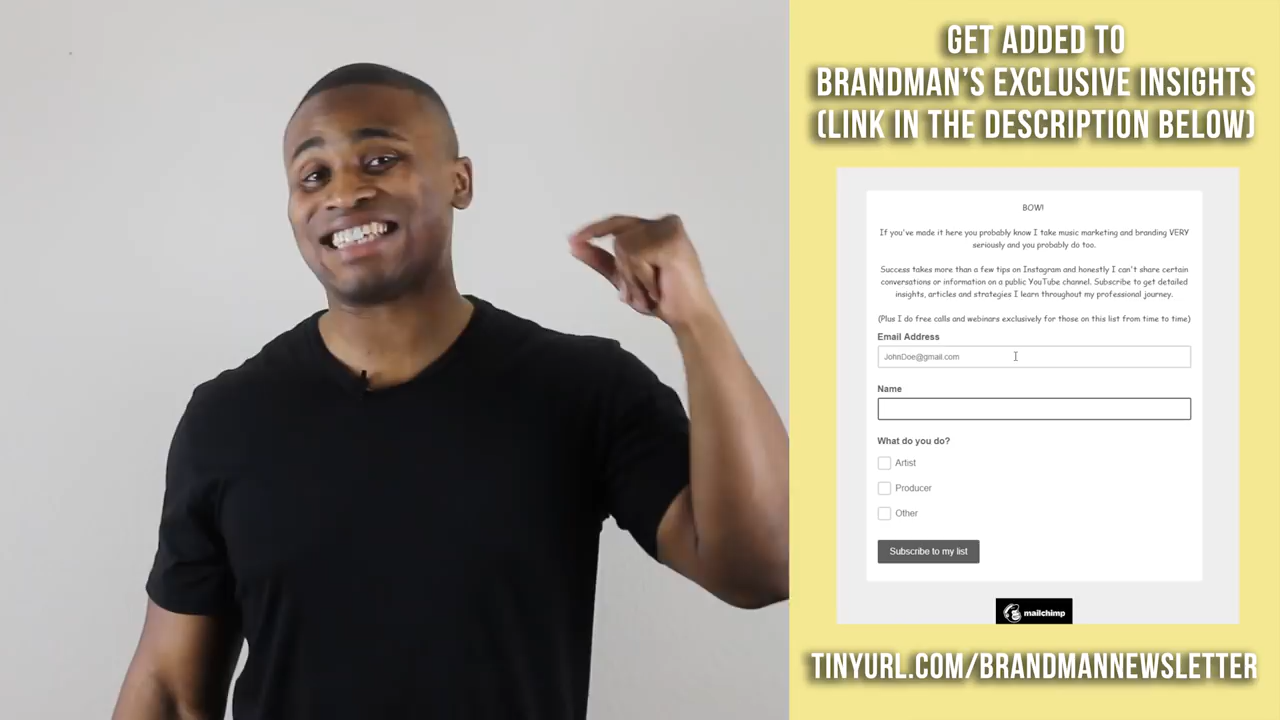 GET ADDED TO
BRANDMAN'S EXCLUSIVE INSIGHTS
(LINK IN THE DESCRIPTION BELOW)
BOW!
If you've made it here you probably know I take music marketing and branding VERY
seriously and you probably do too.
Success takes more than a few tips on Instagram and honestly I can't share certain
conversations or information on a public YouTube channel. Subscribe to get detailed
insights, articles and strategies I learn throughout my professional journey.
(Plus I do free calls and webinars exclusively for those on this list from time to time)
Email Address
JohnDoe@gmail.com
Name
What do you do?
Artist
Producer
Other
Subscribe to my list
mailchimp
TINYURL.COM/BRANDMANNEWSLETTER